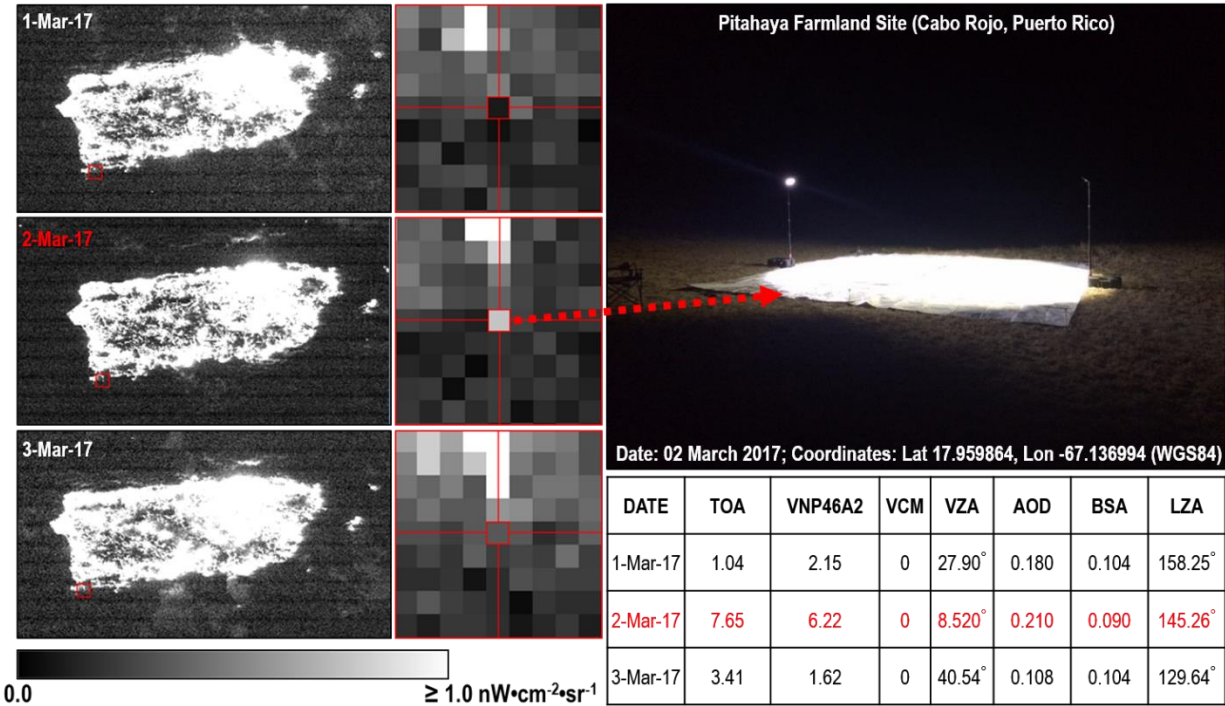 1-Mar-17
2-Mar-17
3-Mar-17
0.0
≥ 1.0 nW•cm⁻²•sr⁻¹
Pitahaya Farmland Site (Cabo Rojo, Puerto Rico)
Date: 02 March 2017; Coordinates: Lat 17.959864, Lon -67.136994 (WGS84)
DATE TOA VNP46A2 VCM VZA AOD BSA LZA
1-Mar-17 1.04 2.15 0 27.90° 0.180 0.104 158.25°
2-Mar-17 7.65 6.22 0 8.520° 0.210 0.090 145.26°
3-Mar-17 3.41 1.62 0 40.54° 0.108 0.104 129.64°